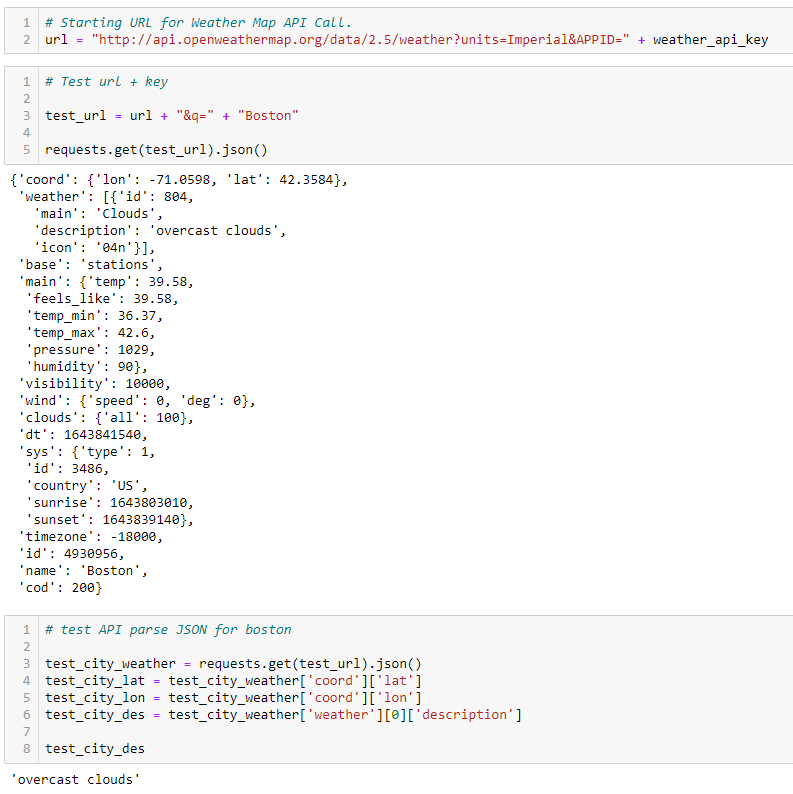 1 # Starting URL for Weather Map API Call.
2 url = "http://api.openweathermap.org/data/2.5/weather?units=Imperial&APPID=" + weather_api_key
1 # Test url + key
2
3 test_url = url + "&q=" + "Boston"
4
5 requests.get(test_url).json()
{'coord': {'lon': -71.0598, 'lat': 42.3584},
'weather': [{'id': 804,
'main': 'Clouds',
'description': 'overcast clouds',
'icon': '04n'}],
'base': 'stations',
'main': {'temp': 39.58,
'feels_like': 39.58,
'temp_min': 36.37,
'temp_max': 42.6,
'pressure': 1029,
'humidity': 90},
'visibility': 10000,
'wind': {'speed': 0, 'deg': 0},
'clouds': {'all': 100},
'dt': 1643841540,
'sys': {'type': 1,
'id': 3486,
'country': 'US',
'sunrise': 1643803010,
'sunset': 1643839140},
'timezone': -18000,
'id': 4930956,
'name': 'Boston',
'cod': 200}
1 # test API parse JSON for boston
2
3 test_city_weather = requests.get(test_url).json()
4 test_city_lat = test_city_weather['coord']['lat']
5 test_city_lon = test_city_weather['coord']['lon']
6 test_city_des = test_city_weather['weather'][0]['description']
7
8 test_city_des
'overcast clouds'